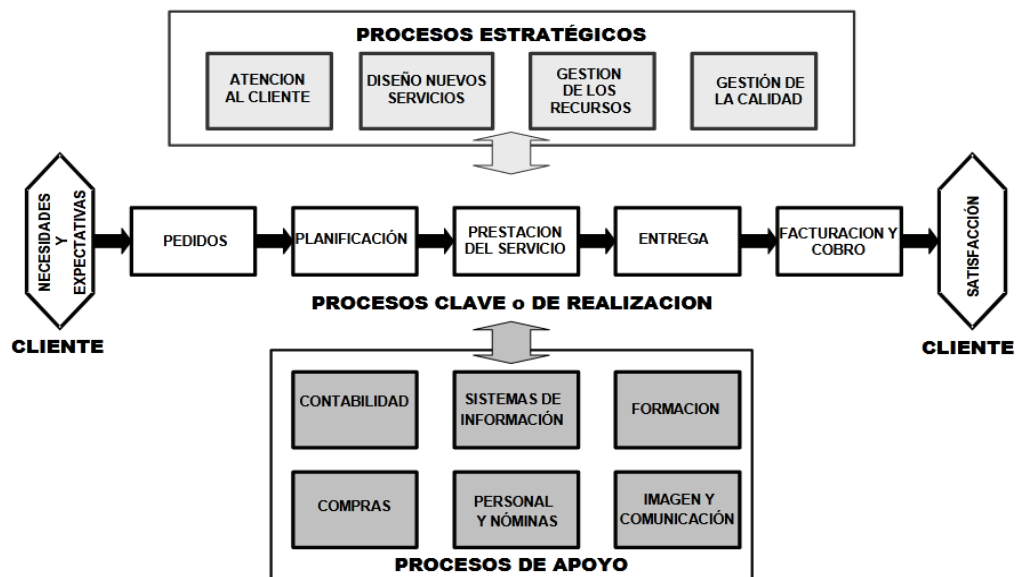 PROCESOS ESTRATÉGICOS
ATENCION
AL CLIENTE
DISEÑO NUEVOS
SERVICIOS
GESTION
DE LOS
RECURSOS
GESTIÓN DE
LA CALIDAD
NECESIDADES
Y
EXPECTATIVAS
PEDIDOS
PLANIFICACIÓN
PRESTACION
DEL SERVICIO
ENTREGA
FACTURACION Y
COBRO
SATISFACCIÓN
PROCESOS CLAVE o DE REALIZACION
CLIENTE
CLIENTE
CONTABILIDAD
SISTEMAS DE
INFORMACIÓN
FORMACION
COMPRAS
PERSONAL
Y NÓMINAS
IMAGEN Y
COMUNICACIÓN
PROCESOS DE APOYO